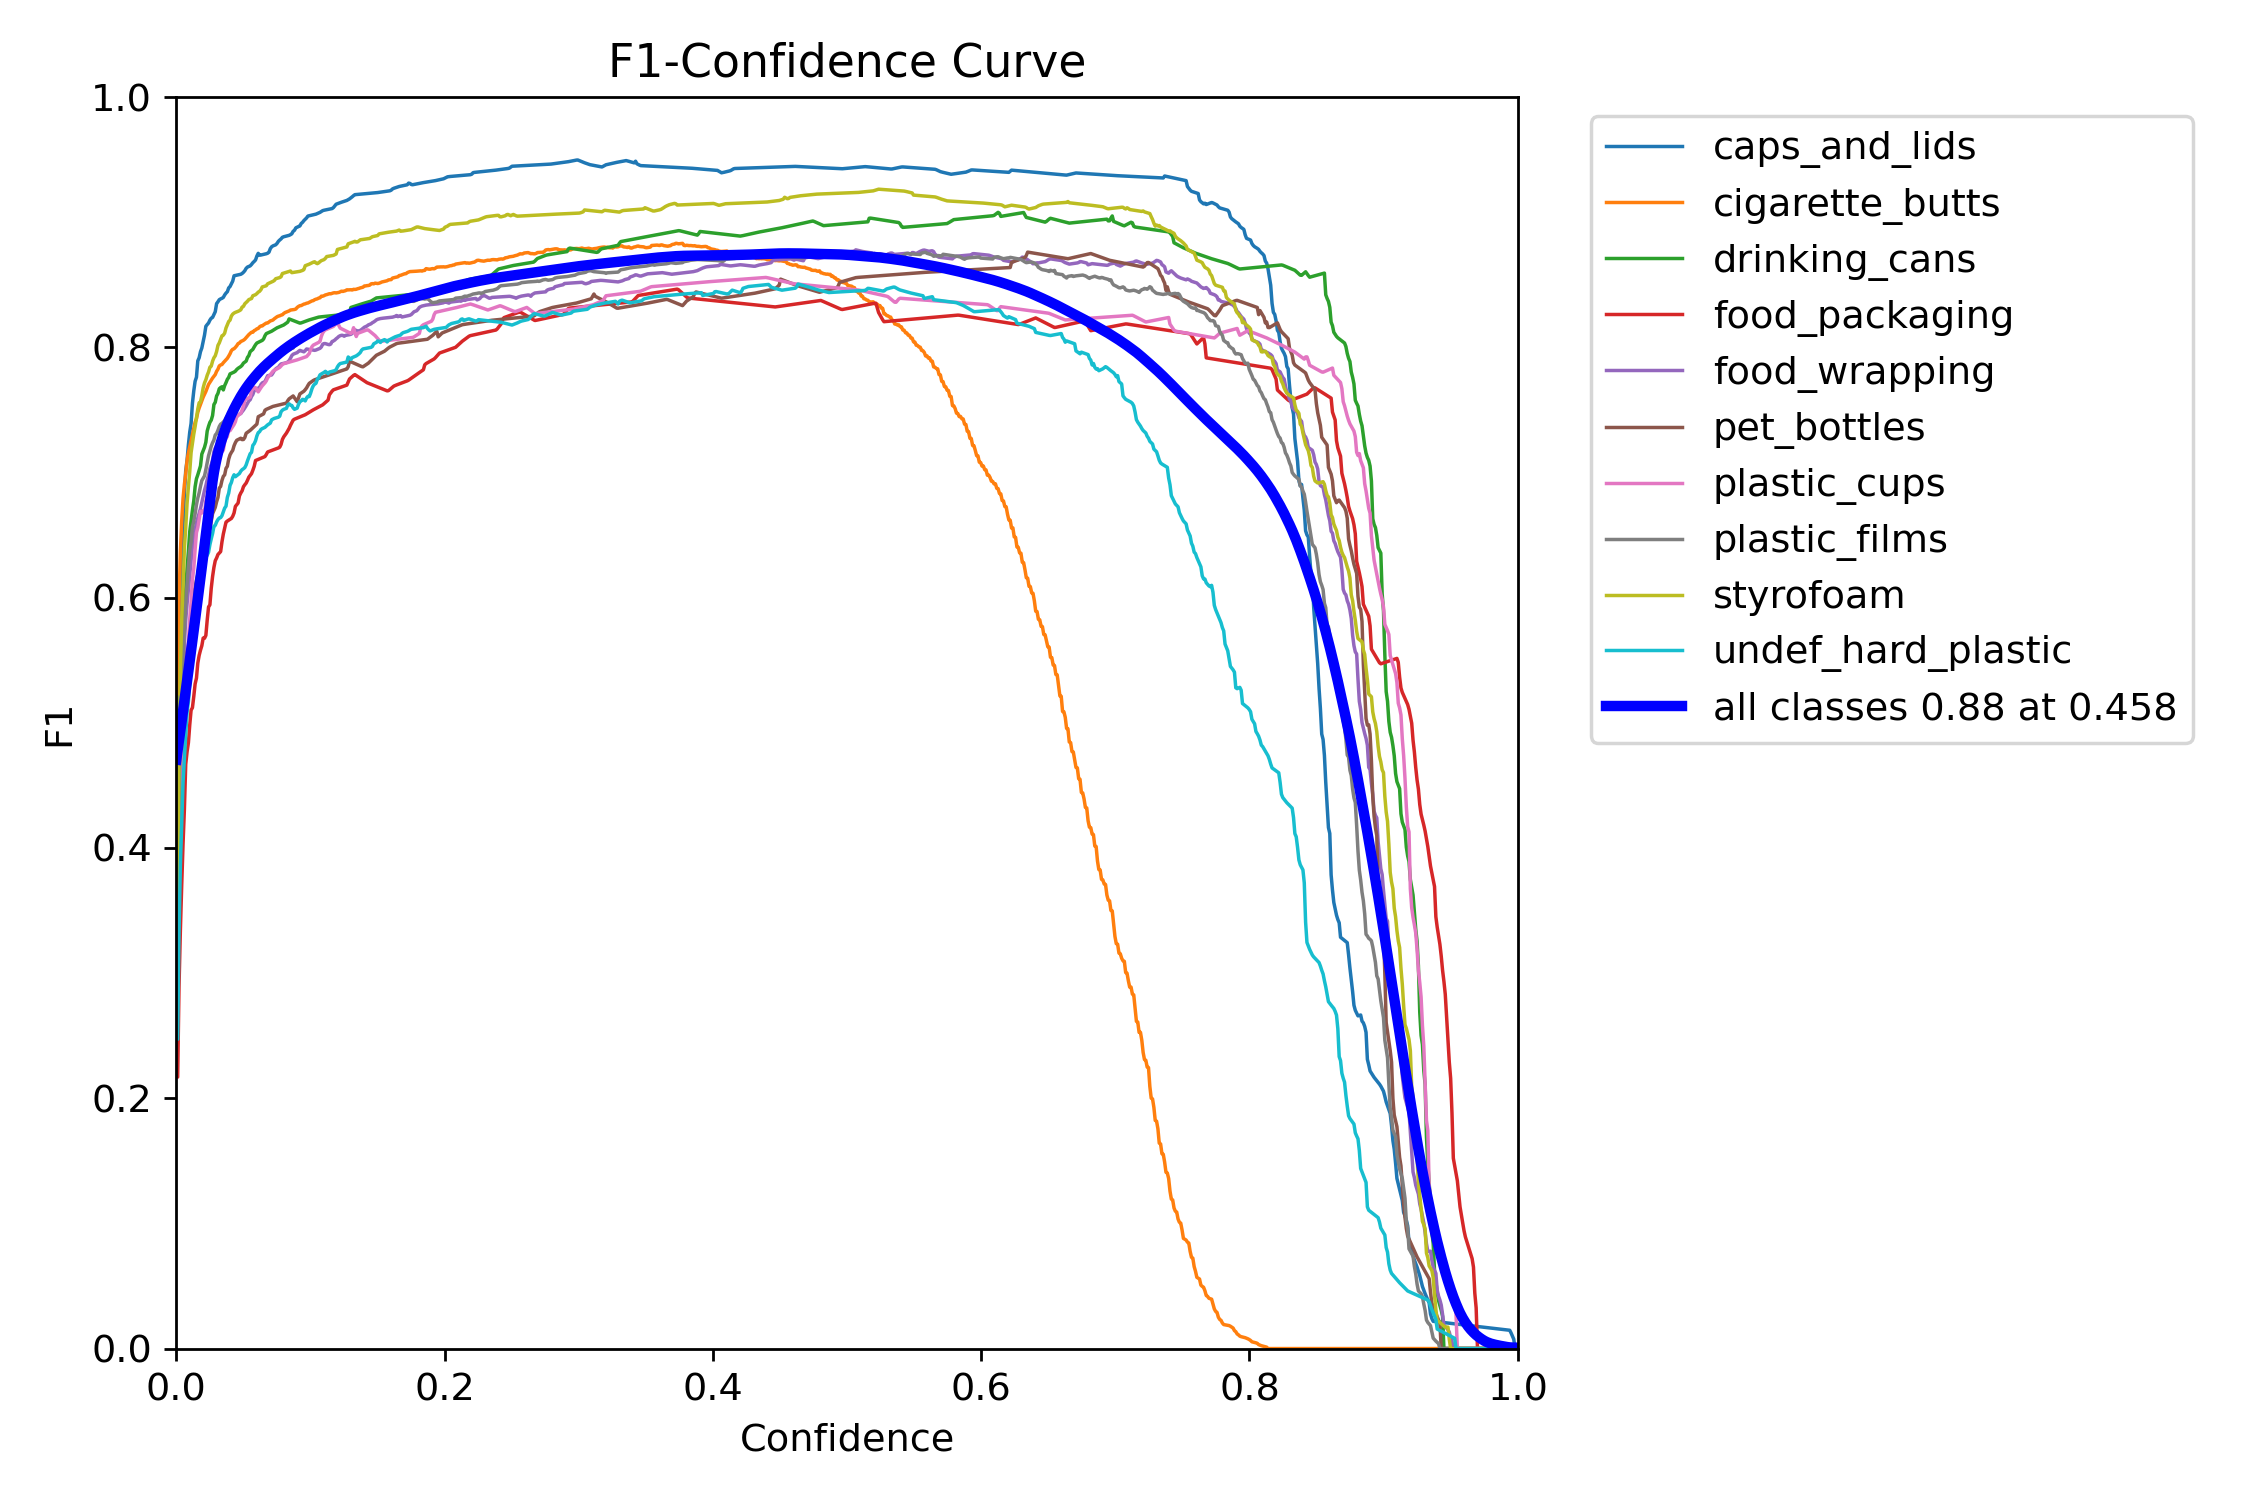 F1-Confidence Curve
1.0
0.8
0.6
0.4
0.2
0.0
F1
0.0 0.2 0.4 0.6 0.8 1.0
Confidence
caps_and_lids
cigarette_butts
drinking_cans
food_packaging
food_wrapping
pet_bottles
plastic_cups
plastic_films
styrofoam
undef_hard_plastic
all classes 0.88 at 0.458